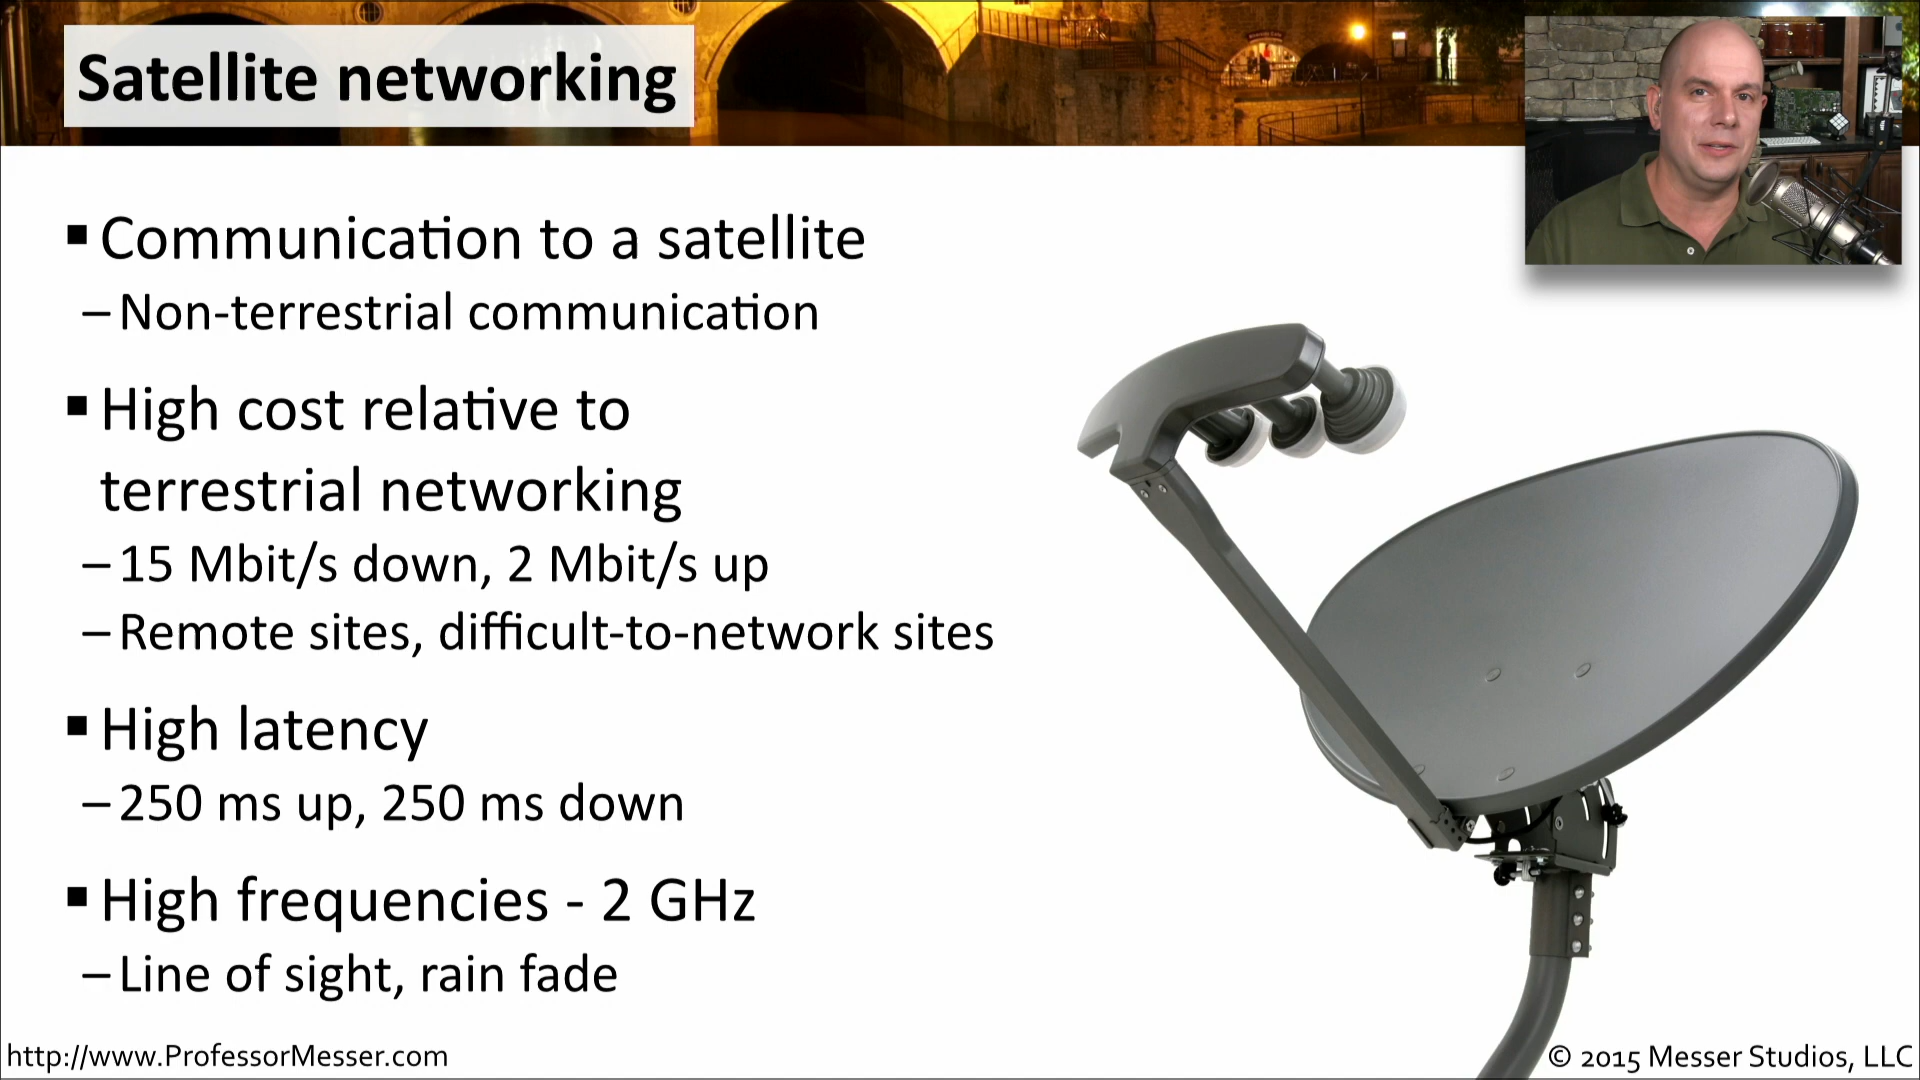 Satellite networking
▪ Communication to a satellite
– Non-terrestrial communication
▪ High cost relative to
terrestrial networking
– 15 Mbit/s down, 2 Mbit/s up
– Remote sites, difficult-to-network sites
▪ High latency
– 250 ms up, 250 ms down
▪ High frequencies - 2 GHz
– Line of sight, rain fade
http://www.ProfessorMesser.com
© 2015 Messer Studios, LLC